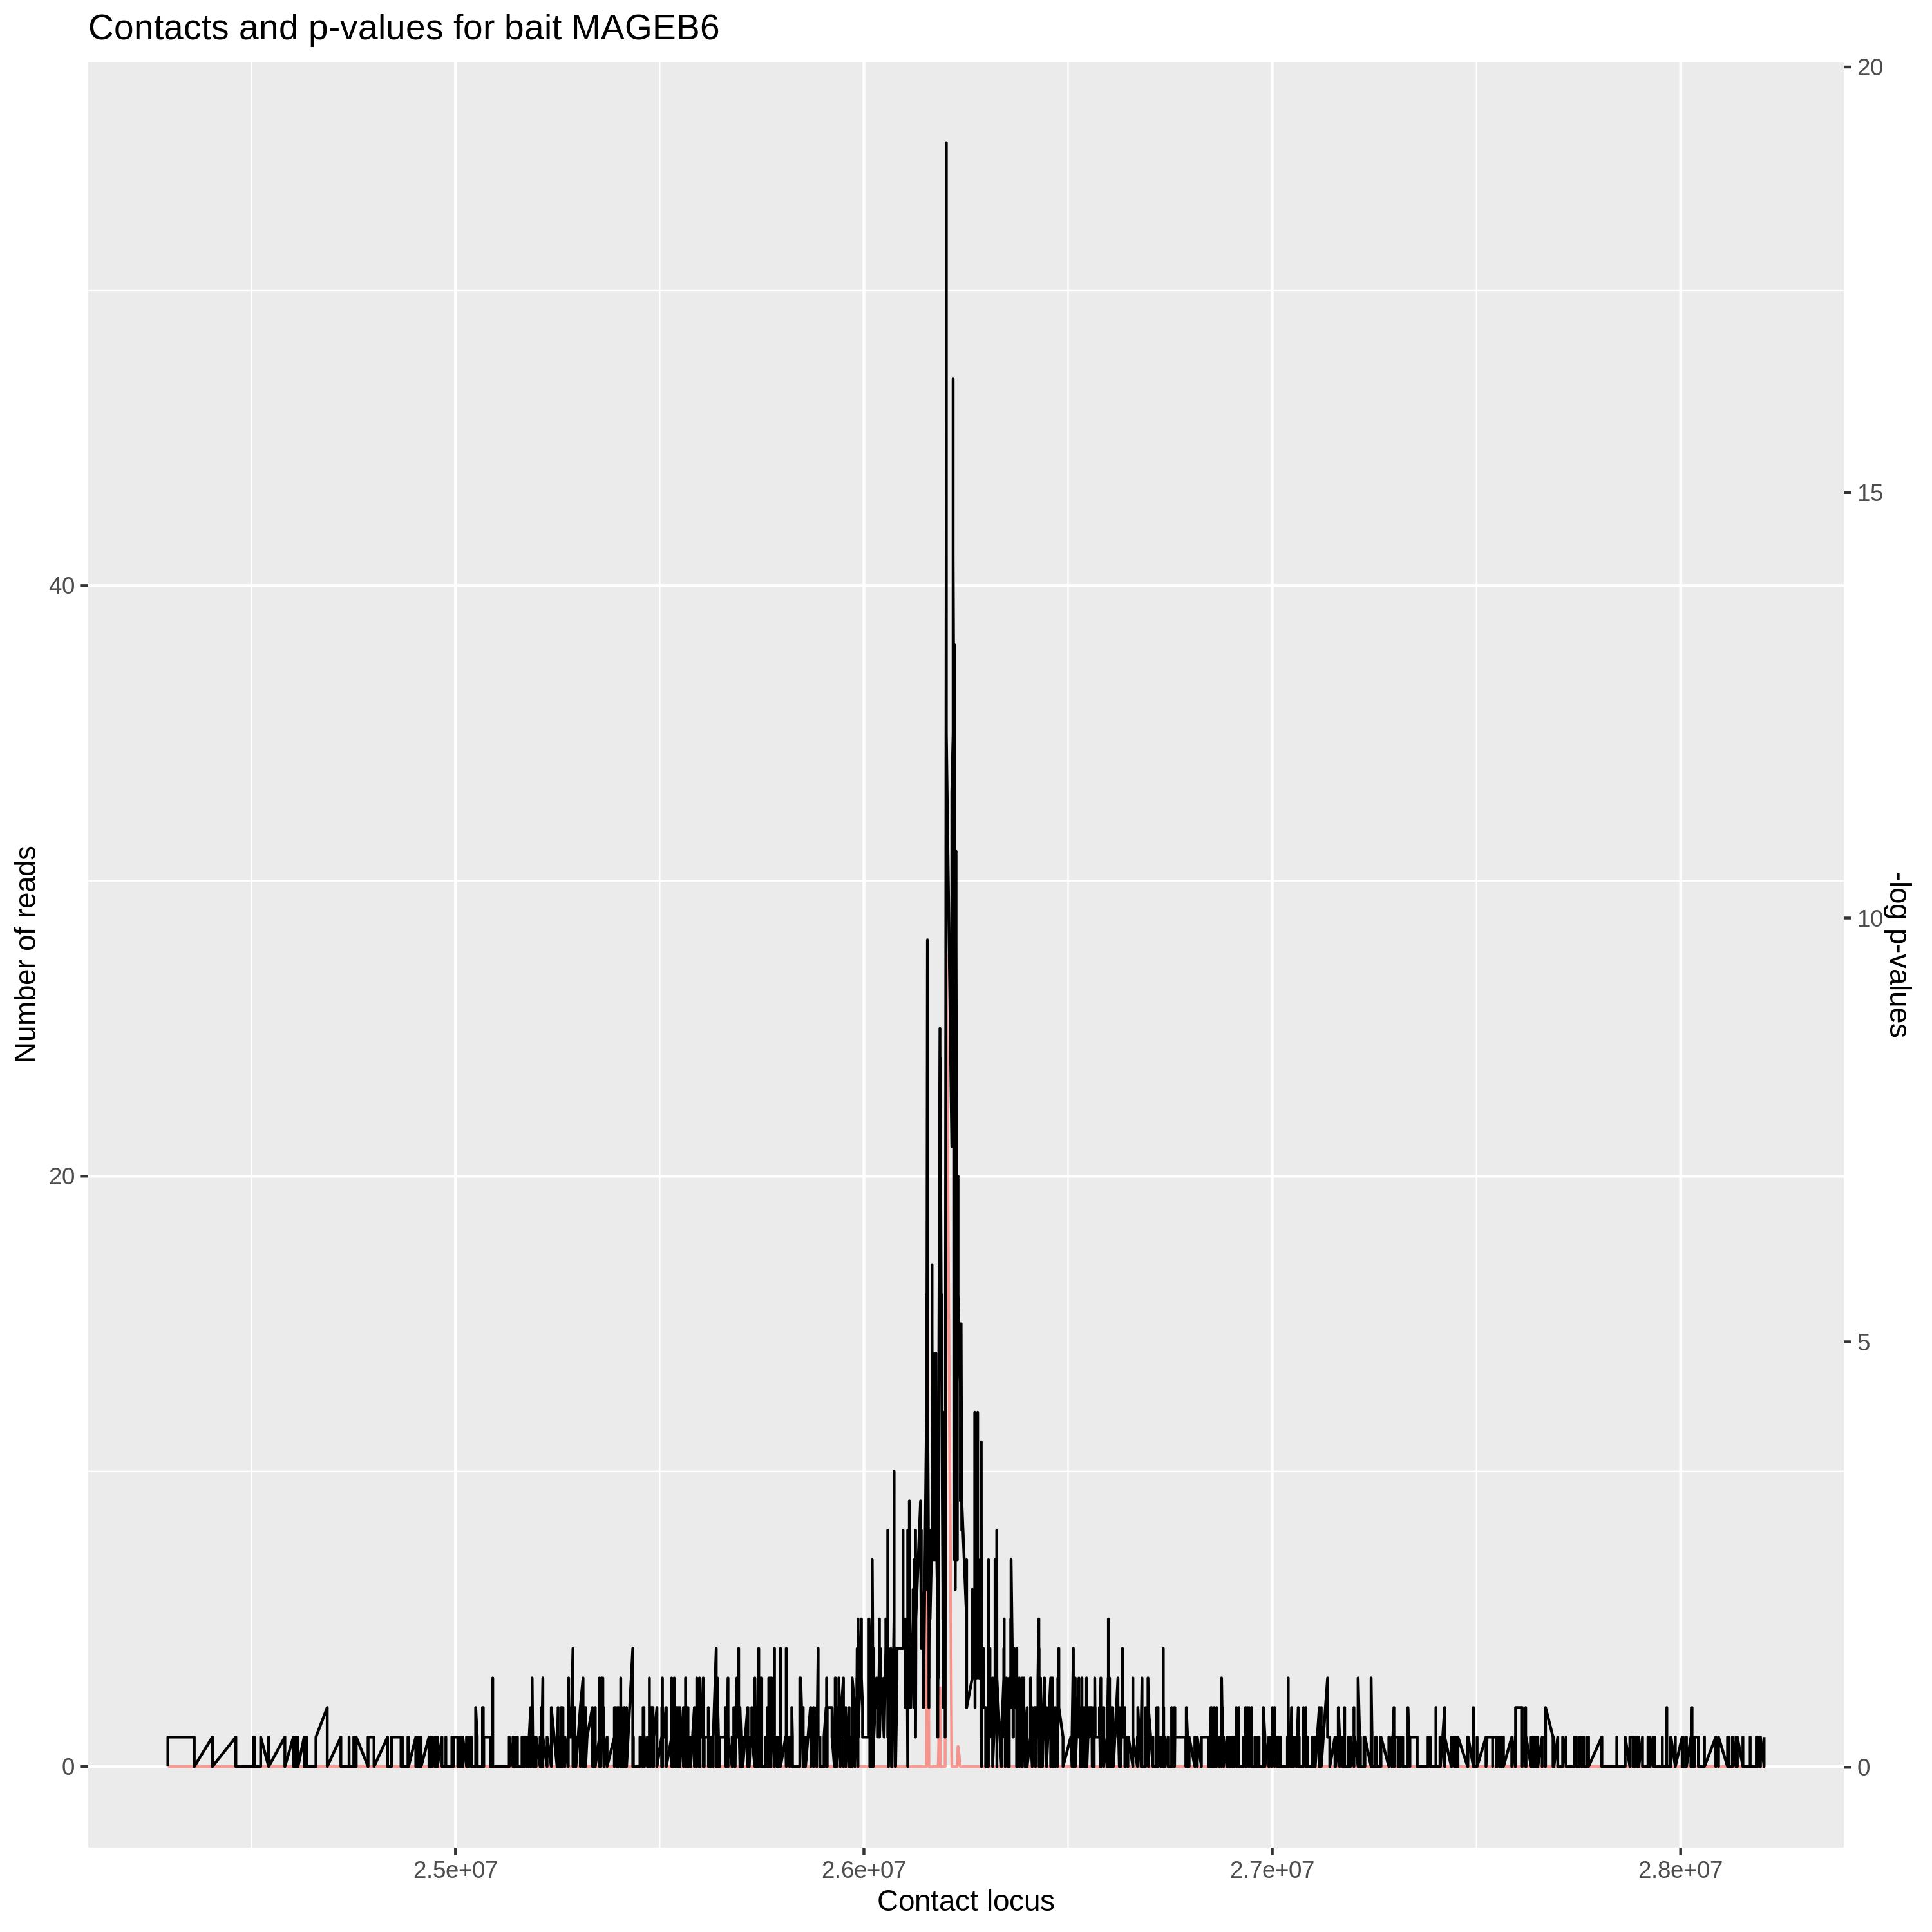 Contacts and p-values for bait MAGEB6
Number of reads
40
20
0
20
15
10
5
0
-log p-values
2.5e+07
2.6e+07
2.7e+07
2.8e+07
Contact locus